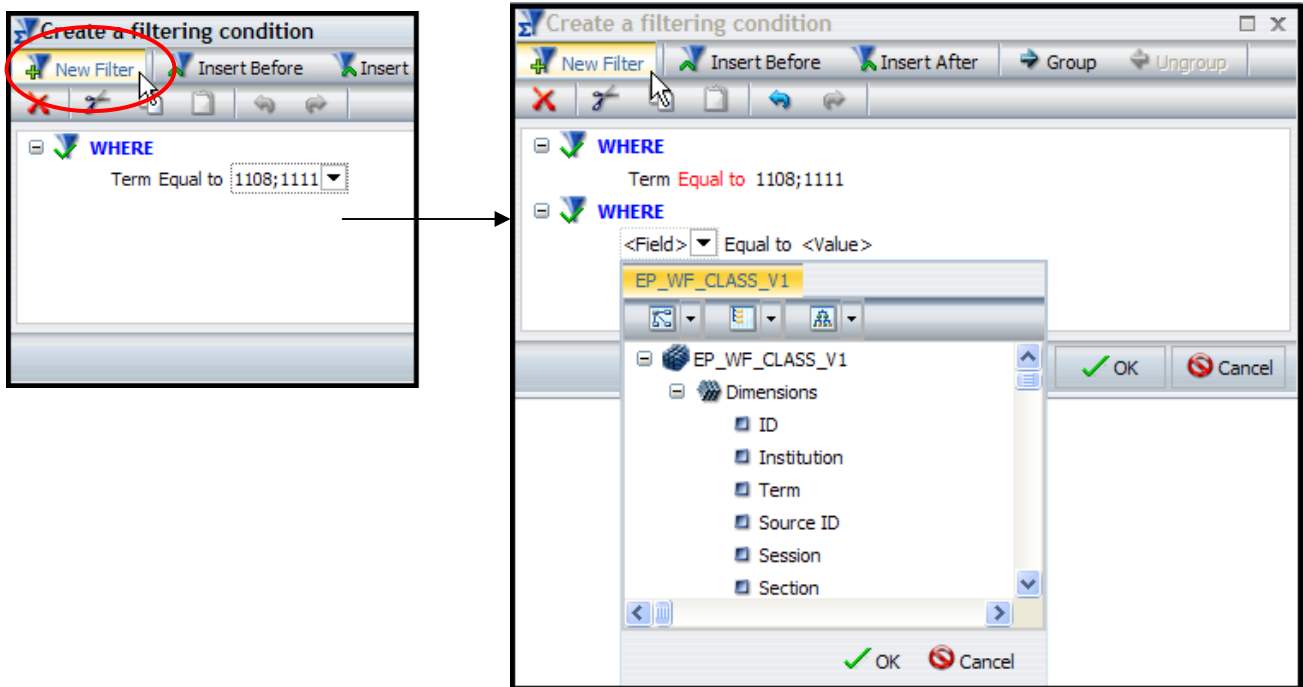 Create a filtering condition
New Filter Insert Before Insert
WHERE
Term Equal to 1108;1111
Create a filtering condition
New Filter Insert Before Insert After Group Ungroup
WHERE
Term Equal to 1108;1111
WHERE
<Field> Equal to <Value>
EP_WF_CLASS_V1
EP_WF_CLASS_V1
Dimensions
ID
Institution
Term
Source ID
Session
Section
OK Cancel
OK Cancel